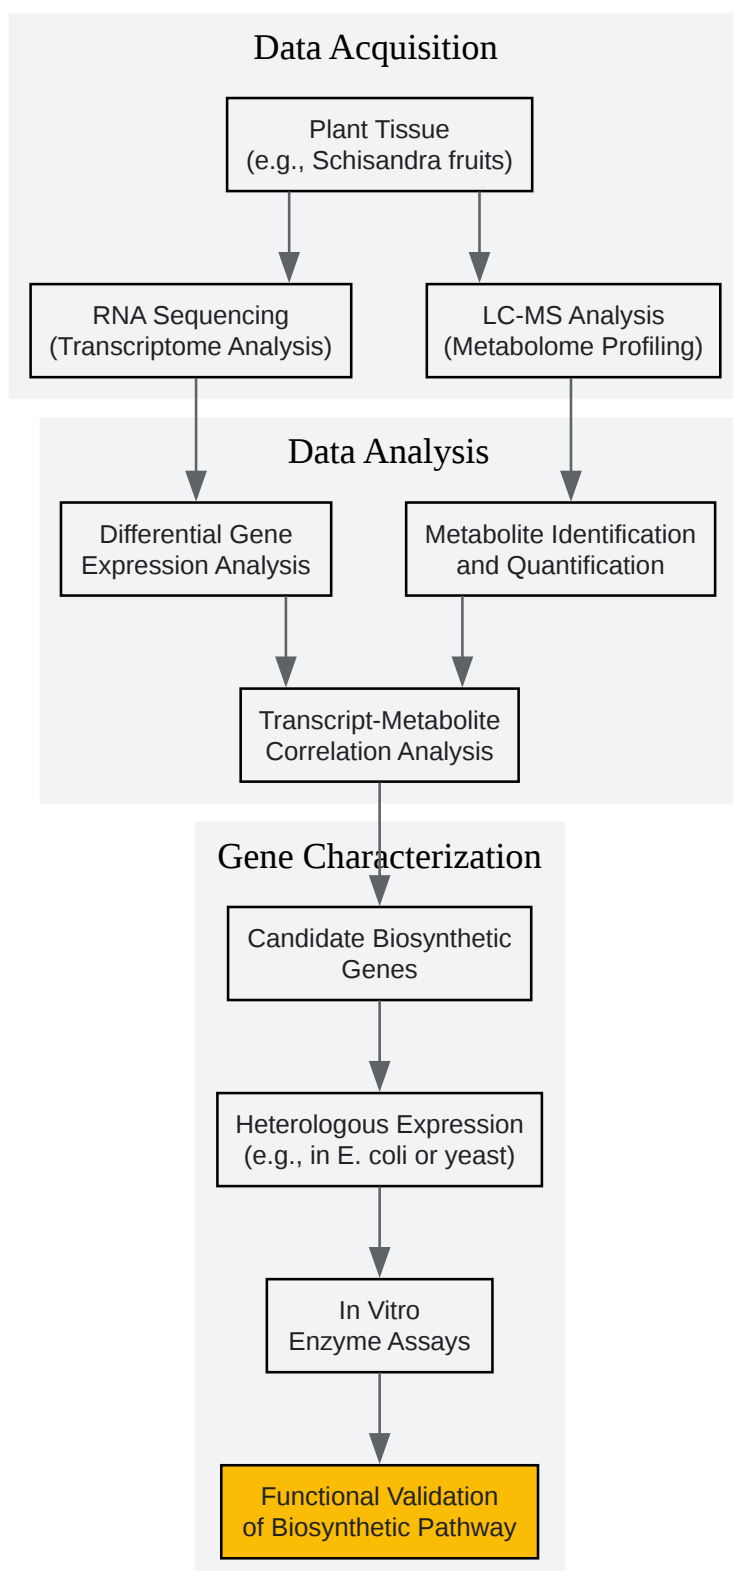 Data Acquisition
Plant Tissue
(e.g., Schisandra fruits)
RNA Sequencing
(Transcriptome Analysis)
LC-MS Analysis
(Metabolome Profiling)
Data Analysis
Differential Gene
Expression Analysis
Metabolite Identification
and Quantification
Transcript-Metabolite
Correlation Analysis
Gene Characterization
Candidate Biosynthetic
Genes
Heterologous Expression
(e.g., in E. coli or yeast)
In Vitro
Enzyme Assays
Functional Validation
of Biosynthetic Pathway